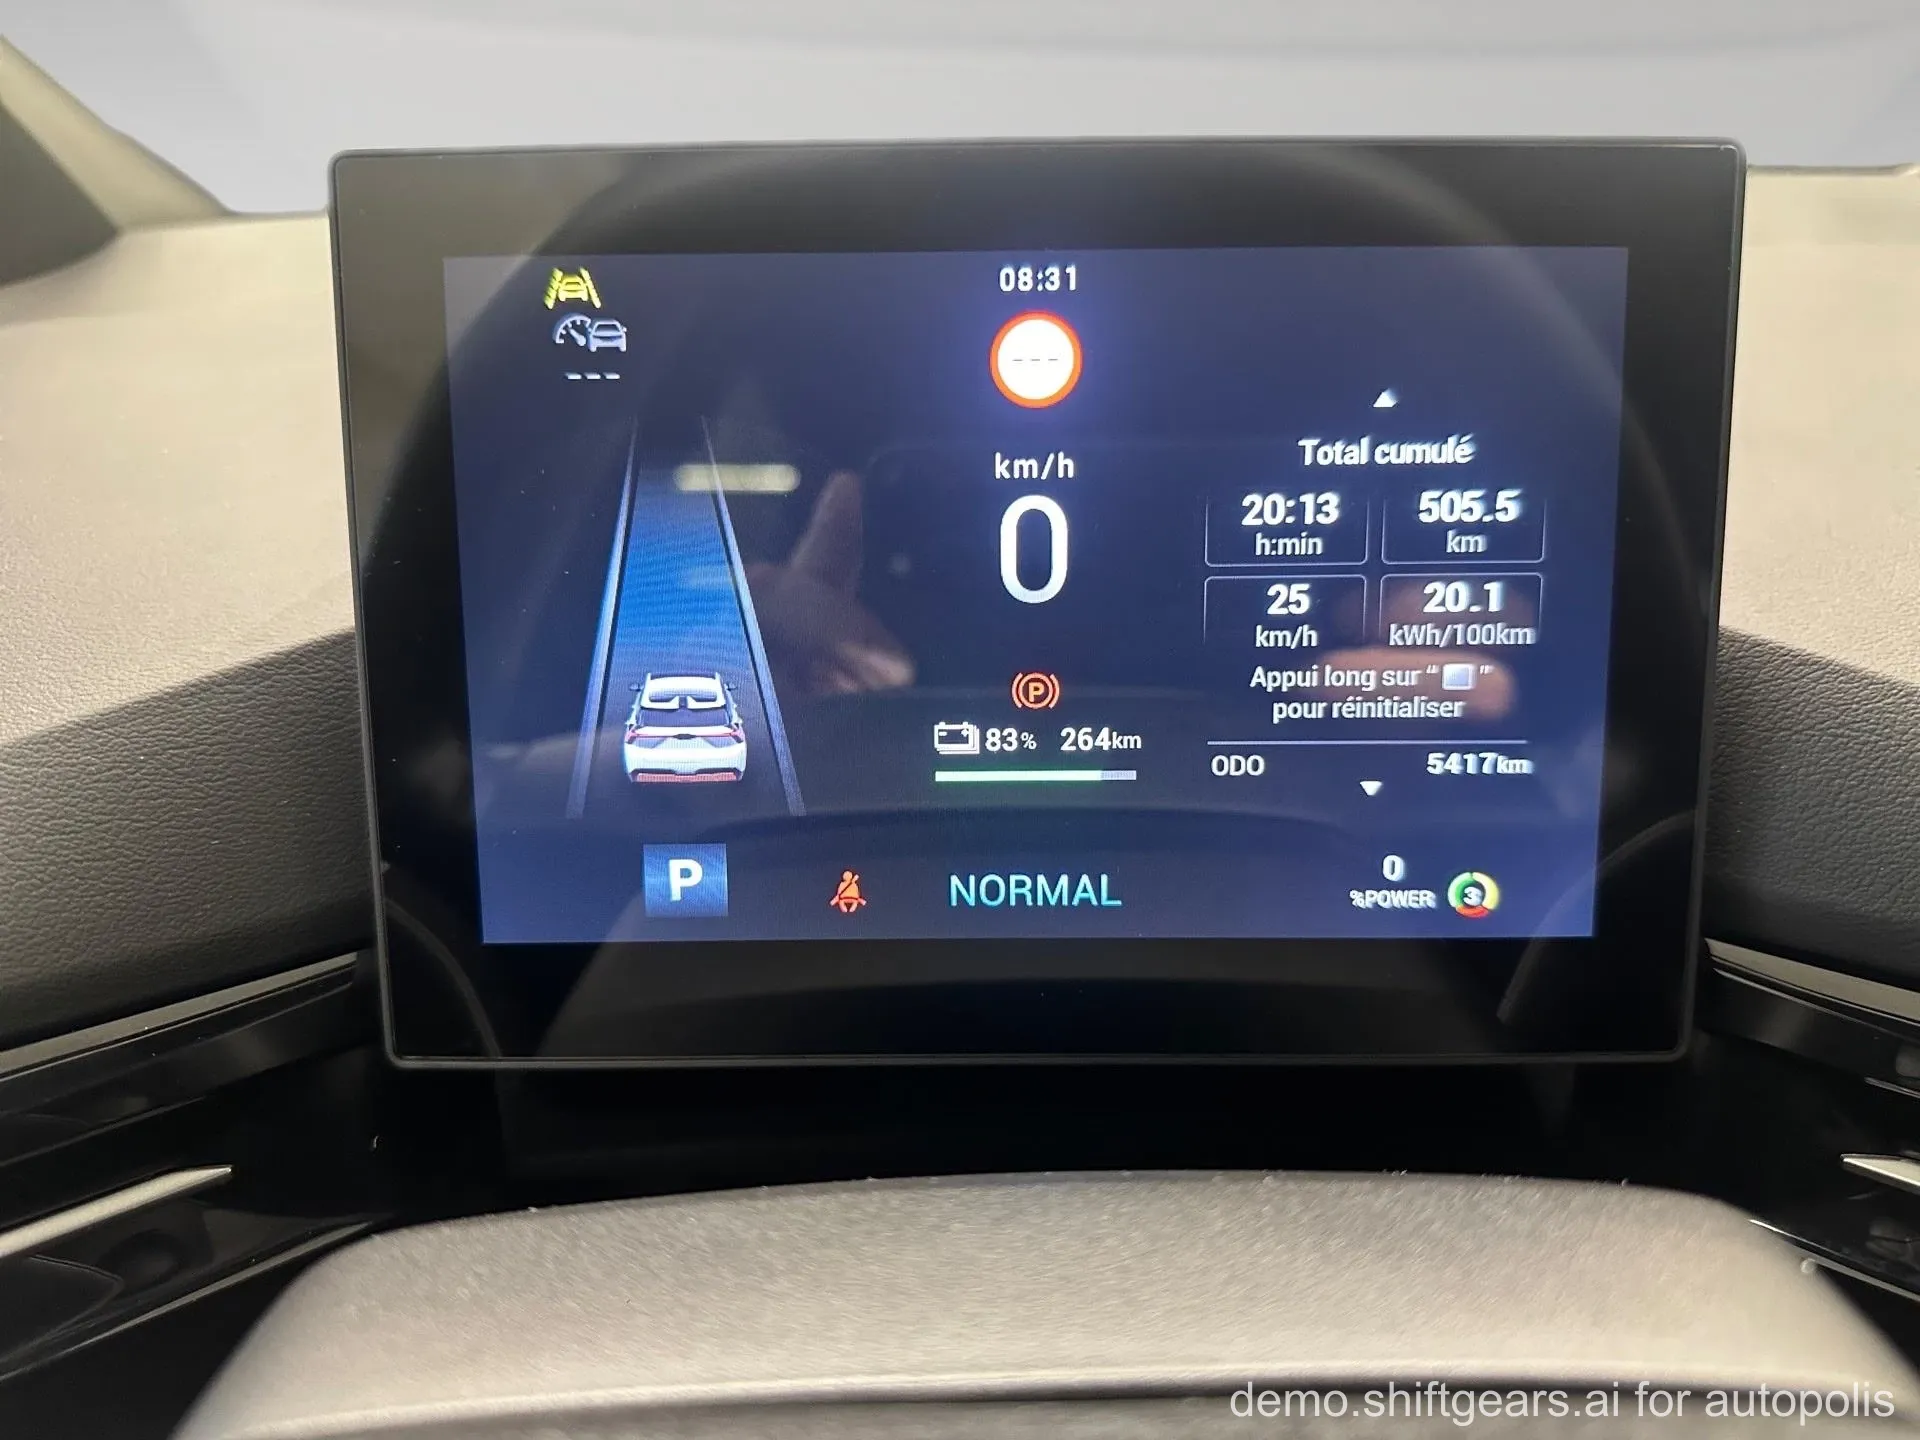 08:31
---
---
km/h
0
Total cumulé
20:13
h:min
505.5
km
25
km/h
20.1
kWh/100km
Appui long sur “ ”
pour réinitialiser
P
83% 264km
ODO 5417km
P
NORMAL
0
%POWER
3
demo.shiftgears.ai for autopolis